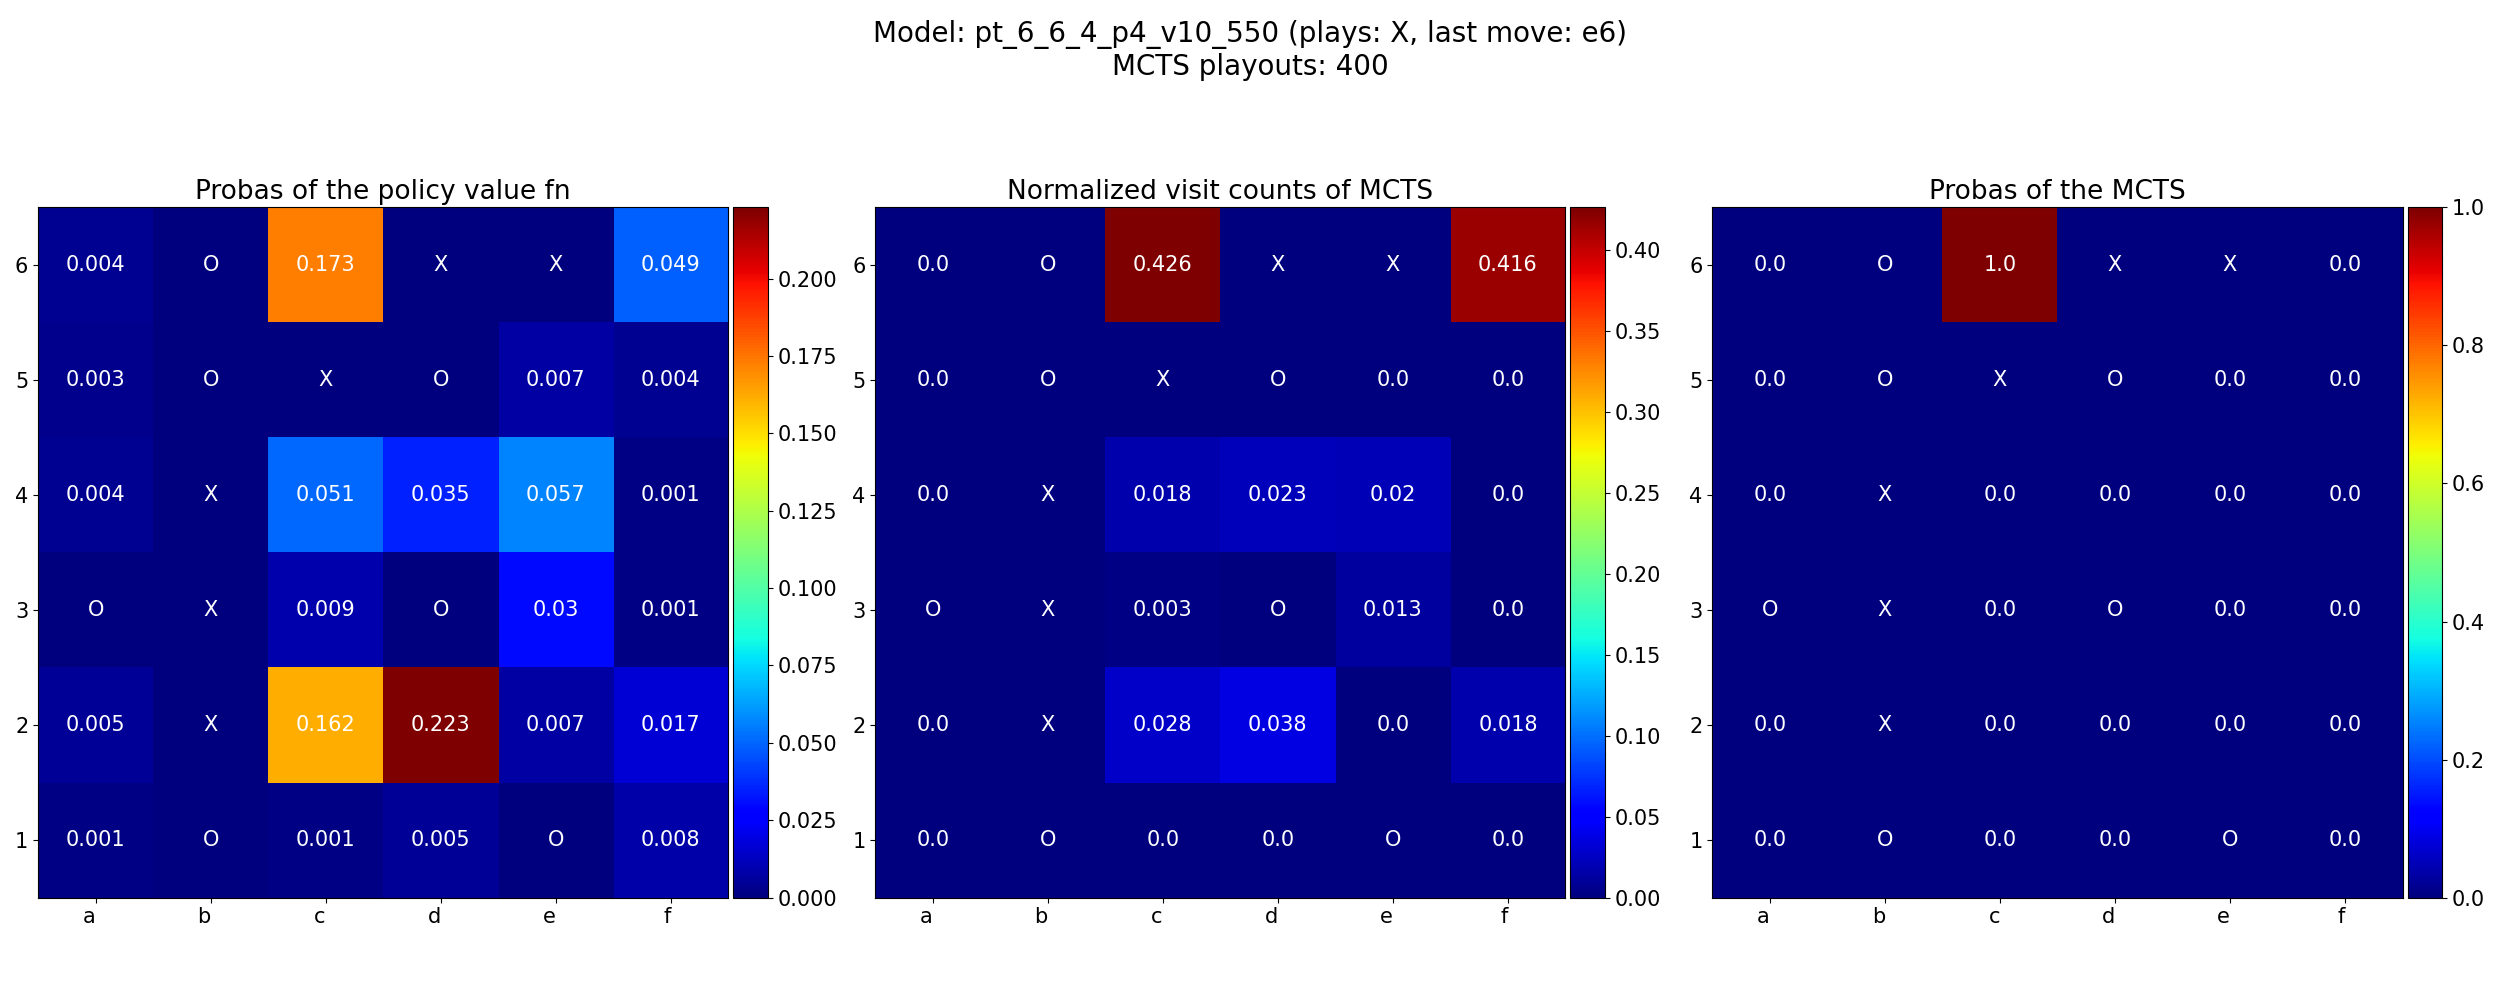 Model: pt_6_6_4_p4_v10_550 (plays: X, last move: e6)
MCTS playouts: 400
Probas of the policy value fn
6 0.004 O 0.173 X X 0.049
5 0.003 O X O 0.007 0.004
4 0.004 X 0.051 0.035 0.057 0.001
3 O X 0.009 O 0.03 0.001
2 0.005 X 0.162 0.223 0.007 0.017
1 0.001 O 0.001 0.005 O 0.008
a b c d e f
0.200
0.175
0.150
0.125
0.100
0.075
0.050
0.025
0.000
Normalized visit counts of MCTS
6 0.0 O 0.426 X X 0.416
5 0.0 O X O 0.0 0.0
4 0.0 X 0.018 0.023 0.02 0.0
3 O X 0.003 O 0.013 0.0
2 0.0 X 0.028 0.038 0.0 0.018
1 0.0 O 0.0 0.0 O 0.0
a b c d e f
0.40
0.35
0.30
0.25
0.20
0.15
0.10
0.05
0.00
Probas of the MCTS
6 0.0 O 1.0 X X 0.0
5 0.0 O X O 0.0 0.0
4 0.0 X 0.0 0.0 0.0 0.0
3 O X 0.0 O 0.0 0.0
2 0.0 X 0.0 0.0 0.0 0.0
1 0.0 O 0.0 0.0 O 0.0
a b c d e f
1.0
0.8
0.6
0.4
0.2
0.0